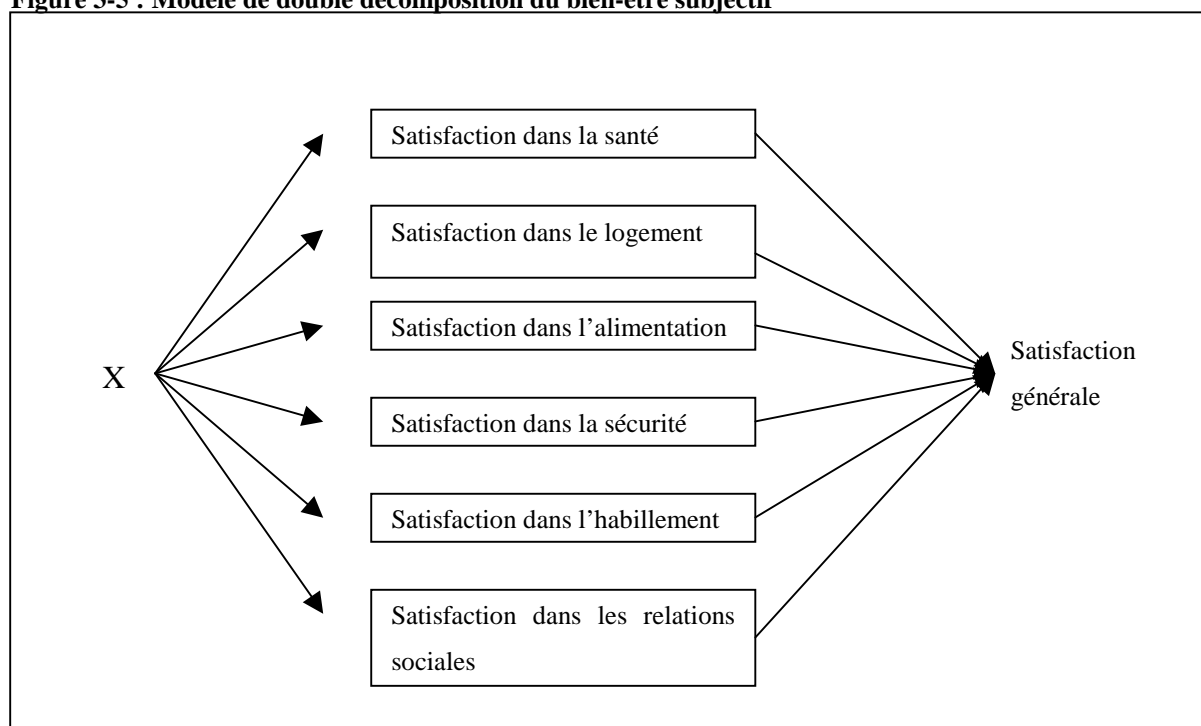 Figure 3-3 : Modèle de double décomposition du bien-être subjectif
Satisfaction dans la santé
Satisfaction dans le logement
Satisfaction dans l’alimentation
X
Satisfaction dans la sécurité
Satisfaction dans l’habillement
Satisfaction dans les relations
sociales
Satisfaction
générale